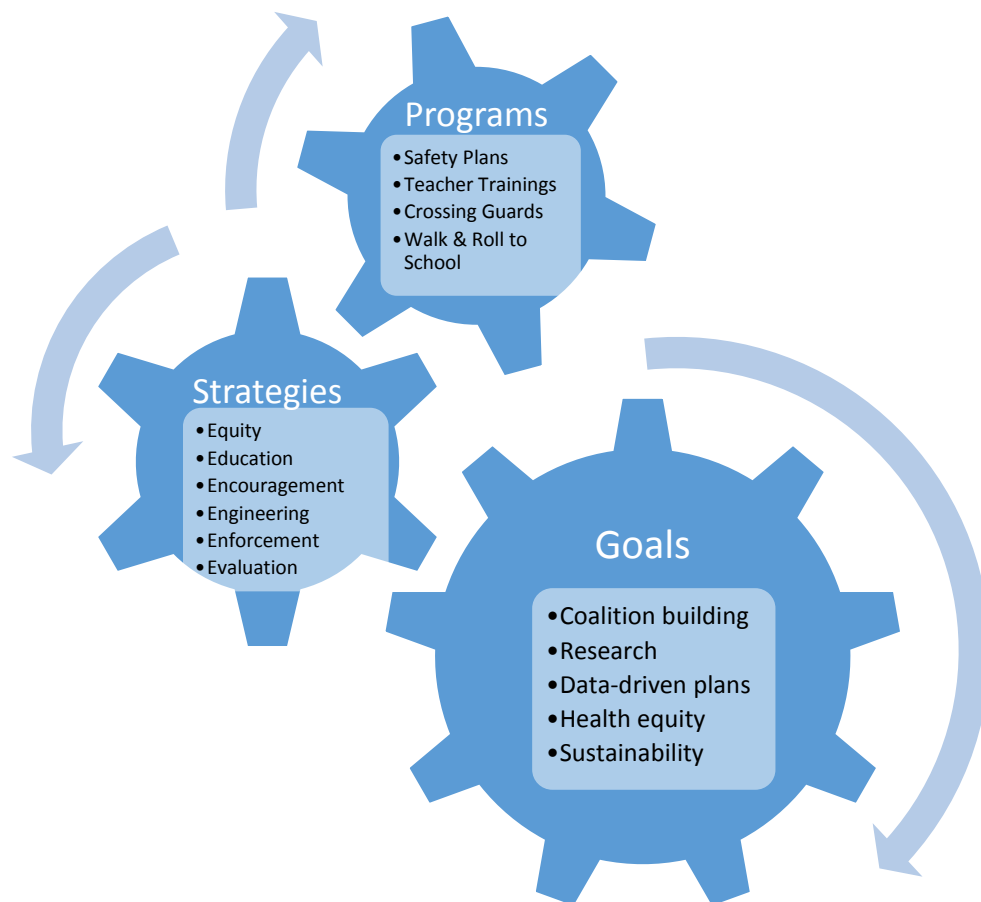 Programs
•Safety Plans
•Teacher Trainings
•Crossing Guards
•Walk & Roll to
School
Strategies
•Equity
•Education
•Encouragement
•Engineering
•Enforcement
•Evaluation
Goals
•Coalition building
•Research
•Data-driven plans
•Health equity
•Sustainability